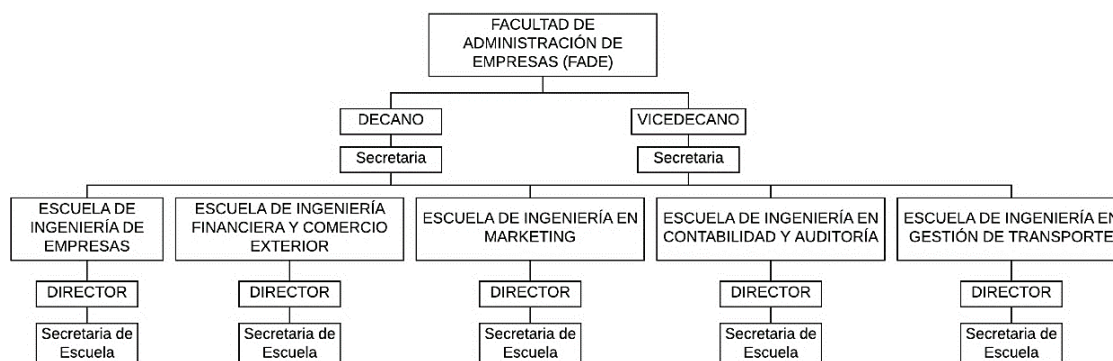 FACULTAD DE
ADMINISTRACIÓN DE
EMPRESAS (FADE)
DECANO
VICEDECANO
Secretaria
Secretaria
ESCUELA DE
INGENIERÍA DE
EMPRESAS
ESCUELA DE INGENIERÍA
FINANCIERA Y COMERCIO
EXTERIOR
ESCUELA DE INGENIERÍA EN
MARKETING
ESCUELA DE INGENIERÍA EN
CONTABILIDAD Y AUDITORÍA
ESCUELA DE INGENIERÍA EN
GESTIÓN DE TRANSPORTE
DIRECTOR
DIRECTOR
DIRECTOR
DIRECTOR
DIRECTOR
Secretaria de
Escuela
Secretaria de
Escuela
Secretaria de
Escuela
Secretaria de
Escuela
Secretaria de
Escuela